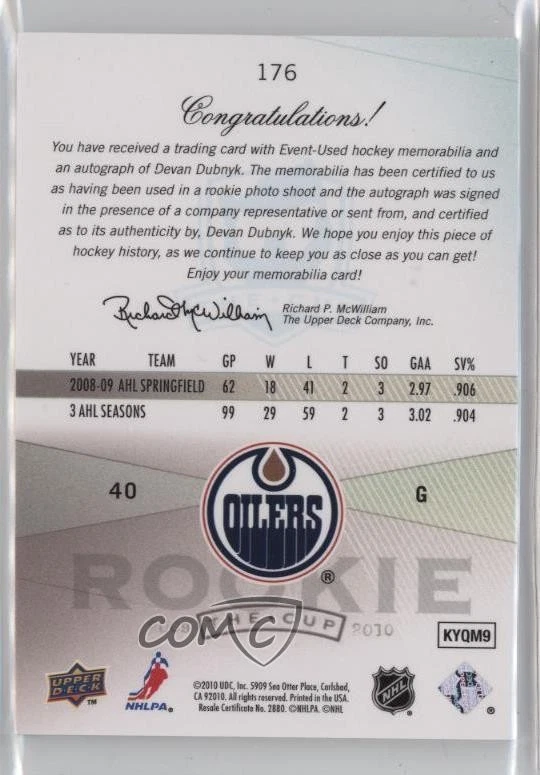 176
Congratulations!
You have received a trading card with Event-Used hockey memorabilia and
an autograph of Devan Dubnyk. The memorabilia has been certified to us
as having been used in a rookie photo shoot and the autograph was signed
in the presence of a company representative or sent from, and certified
as to its authenticity by, Devan Dubnyk. We hope you enjoy this piece of
hockey history, as we continue to keep you as close as you can get!
Enjoy your memorabilia card!
Richard McWilliam
Richard P. McWilliam
The Upper Deck Company, Inc.
YEAR TEAM GP W L T SO GAA SV%
2008-09 AHL SPRINGFIELD 62 18 41 2 3 2.97 .906
3 AHL SEASONS 99 29 59 2 3 3.02 .904
40 OILERS G
®
ROOKIE
THE CUP 2010
COMC
KYQM9
UPPER DECK TM
NHLPA®
©2010 UDC, Inc. 5909 Sea Otter Place, Carlsbad,
CA 92010. All rights reserved. Printed in the USA.
Resale Certificate No. 2880. ©NHLPA. ©NHL
NHL
®